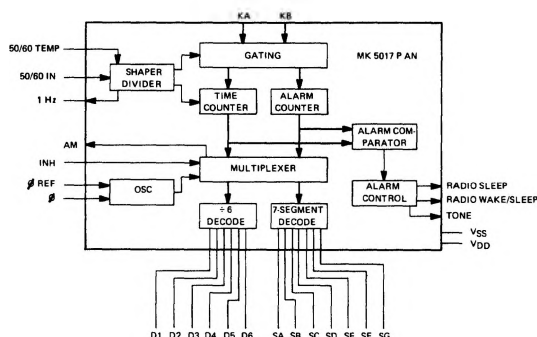 KA KB
50/60 TEMP
MK 5017 P AN
GATING
50/60 IN
SHAPER
DIVIDER
1 Hz
TIME
COUNTER
ALARM
COUNTER
ALARM COM-
PARATOR
AM
INH
MULTIPLEXER
ø REF
ø
OSC
ALARM
CONTROL
RADIO SLEEP
RADIO WAKE/SLEEP
TONE
÷6
DECODE
7-SEGMENT
DECODE
VSS
VDD
D1 D2 D3 D4 D5 D6 SA SB SC SD SE SF SG